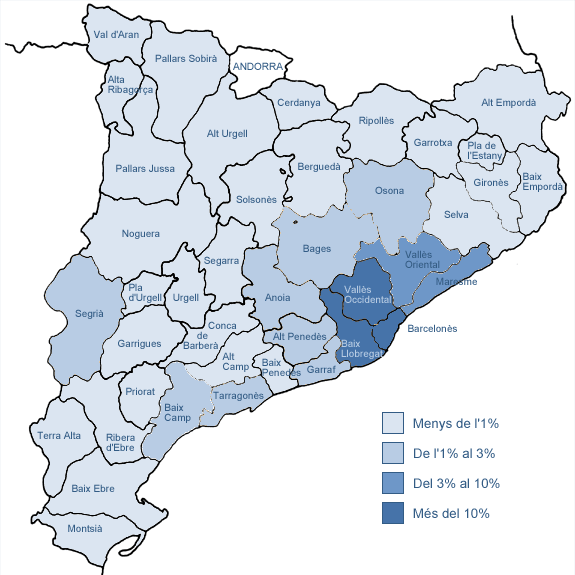 Val d'Aran
Pallars Sobirà
ANDORRA
Alta
Ribagorça
Cerdanya
Alt Empordà
Ripollès
Alt Urgell
Garrotxa
Pla de
l'Estany
Pallars Jussa
Berguedà
Gironès
Baix
Empordà
Osona
Solsonès
Selva
Noguera
Bages
Vallès
Oriental
Segarra
Maresme
Pla
d'Urgell
Urgell
Anoia
Vallès
Occidental
Segrià
Conca
de
Barberà
Barcelonès
Garrigues
Alt Penedès
Baix
Llobregat
Alt
Camp
Baix
Penedès
Garraf
Priorat
Tarragonès
Baix
Camp
Terra Alta
Ribera
d'Ebre
Baix Ebre
Montsià
Menys de l'1%
De l'1% al 3%
Del 3% al 10%
Més del 10%